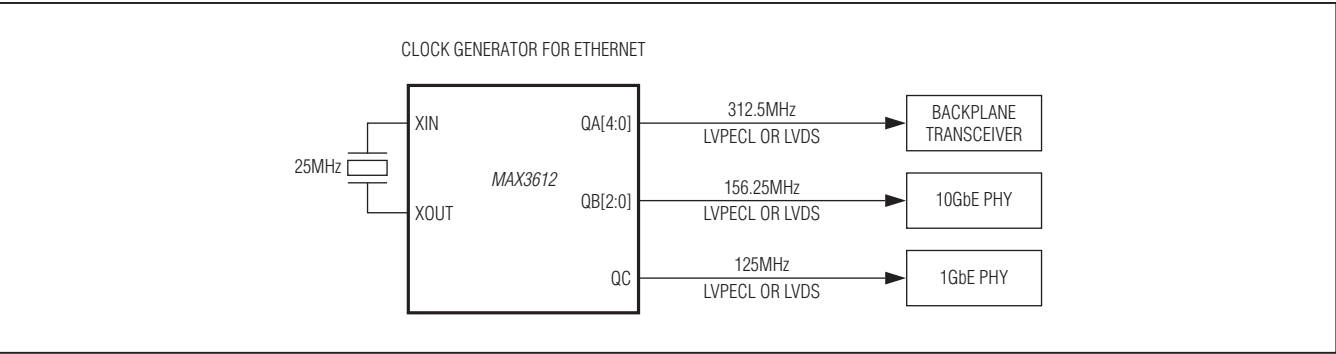 CLOCK GENERATOR FOR ETHERNET
XIN
QA[4:0]
312.5MHz
LVPECL OR LVDS
BACKPLANE
TRANSCEIVER
25MHz
MAX3612
QB[2:0]
156.25MHz
LVPECL OR LVDS
10GbE PHY
XOUT
QC
125MHz
LVPECL OR LVDS
1GbE PHY